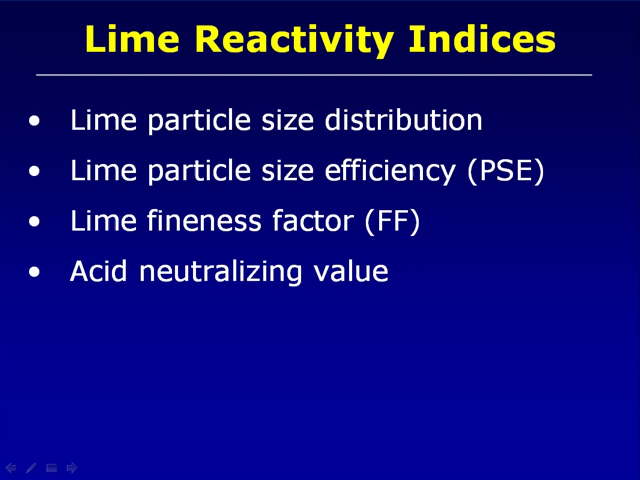 Lime Reactivity Indices
• Lime particle size distribution
• Lime particle size efficiency (PSE)
• Lime fineness factor (FF)
• Acid neutralizing value